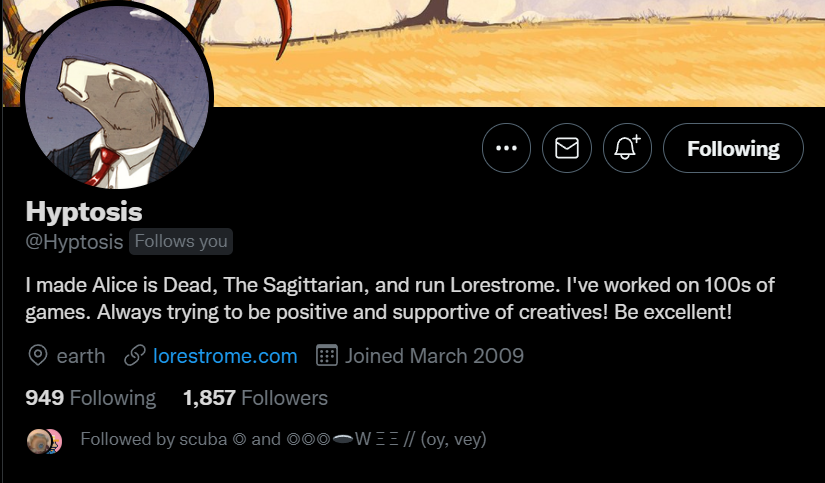 Following
Hyptosis
@Hyptosis Follows you
I made Alice is Dead, The Sagittarian, and run Lorestrome. I've worked on 100s of
games. Always trying to be positive and supportive of creatives! Be excellent!
earth lorestrome.com Joined March 2009
949 Following 1,857 Followers
Followed by scuba © and ©©©🕳️W Ξ Ξ // (oy, vey)